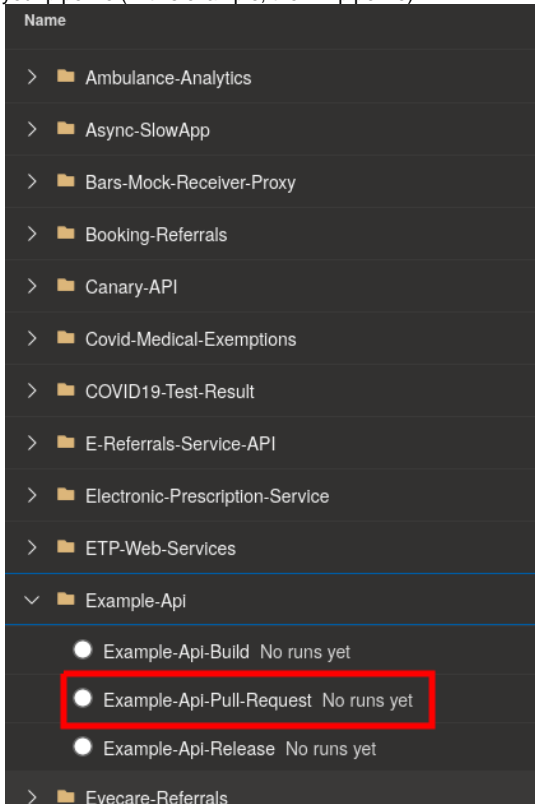 Name
Ambulance-Analytics
Async-SlowApp
Bars-Mock-Receiver-Proxy
Booking-Referrals
Canary-API
Covid-Medical-Exemptions
COVID19-Test-Result
E-Referrals-Service-API
Electronic-Prescription-Service
ETP-Web-Services
Example-Api
Example-Api-Build No runs yet
Example-Api-Pull-Request No runs yet
Example-Api-Release No runs yet
Eyecare-Referrals